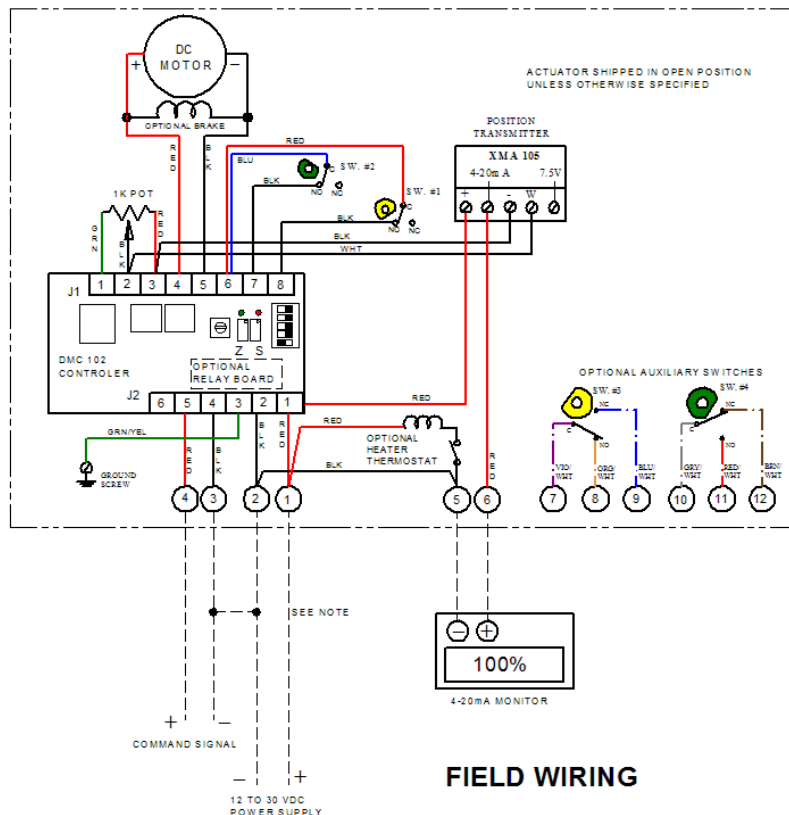 DC
MOTOR
+
−
OPTIONAL BRAKE
ACTUATOR SHIPPED IN OPEN POSITION
UNLESS OTHERWISE SPECIFIED
POSITION
TRANSMITTER
XMA 105
4-20m A
7.5V
+
-
W
RED
BLK
RED
BLU
SW. #2
C
NO
NC
BLK
SW. #1
C
NC
NO
BLK
1K POT
GRN
BLK
RED
BLK
WHT
1 2 3 4 5 6 7 8
J1
DMC 102
CONTROLER
Z S
OPTIONAL
RELAY BOARD
J2
6 5 4 3 2 1
RED
GRN/YEL
GROUND
SCREW
RED
BLK
BLK
RED
RED
OPTIONAL
HEATER
THERMOSTAT
BLK
RED
OPTIONAL AUXILIARY SWITCHES
SW. #3
NC
C
NO
SW. #4
NC
C
NO
VIO/
WHT
ORG/
WHT
BLU/
WHT
GRY/
WHT
RED/
WHT
BRN/
WHT
4 3 2 1 5 6 7 8 9 10 11 12
SEE NOTE
− +
100%
4-20mA MONITOR
+ −
COMMAND SIGNAL
− +
12 TO 30 VDC
POWER SUPPLY
FIELD WIRING